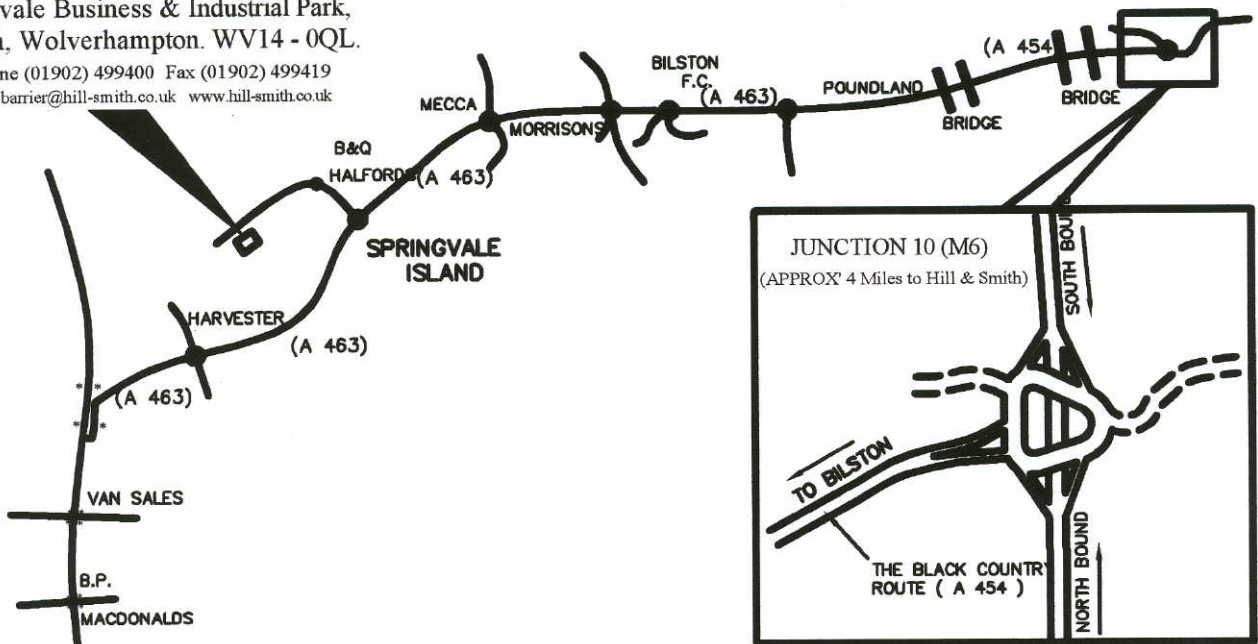 vale Business & Industrial Park,
, Wolverhampton. WV14 - 0QL.
ne (01902) 499400 Fax (01902) 499419
barrier@hill-smith.co.uk www.hill-smith.co.uk
MECCA
MORRISONS
BILSTON
F.C.
(A 463)
POUNDLAND
(A 454
BRIDGE
BRIDGE
B&Q
HALFORDS
(A 463)
SPRINGVALE
ISLAND
HARVESTER
(A 463)
(A 463)
VAN SALES
B.P.
MACDONALDS
JUNCTION 10 (M6)
(APPROX' 4 Miles to Hill & Smith)
SOUTH BOUND
TO BILSTON
THE BLACK COUNTRY
ROUTE ( A 454 )
NORTH BOUND